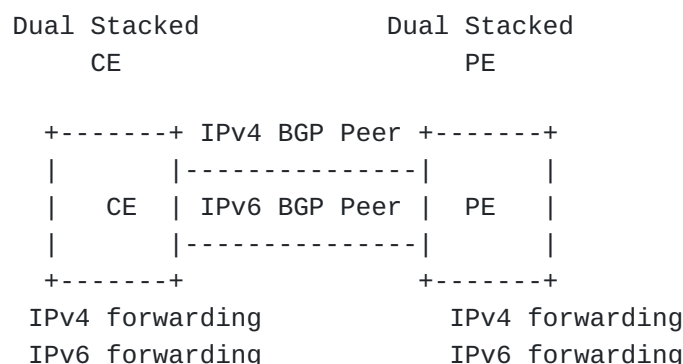 Dual Stacked Dual Stacked
CE PE
+-------+ IPv4 BGP Peer +-------+
| |---------------| |
| CE | IPv6 BGP Peer | PE |
| |---------------| |
+-------+ +-------+
IPv4 forwarding IPv4 forwarding
IPv6 forwarding IPv6 forwarding